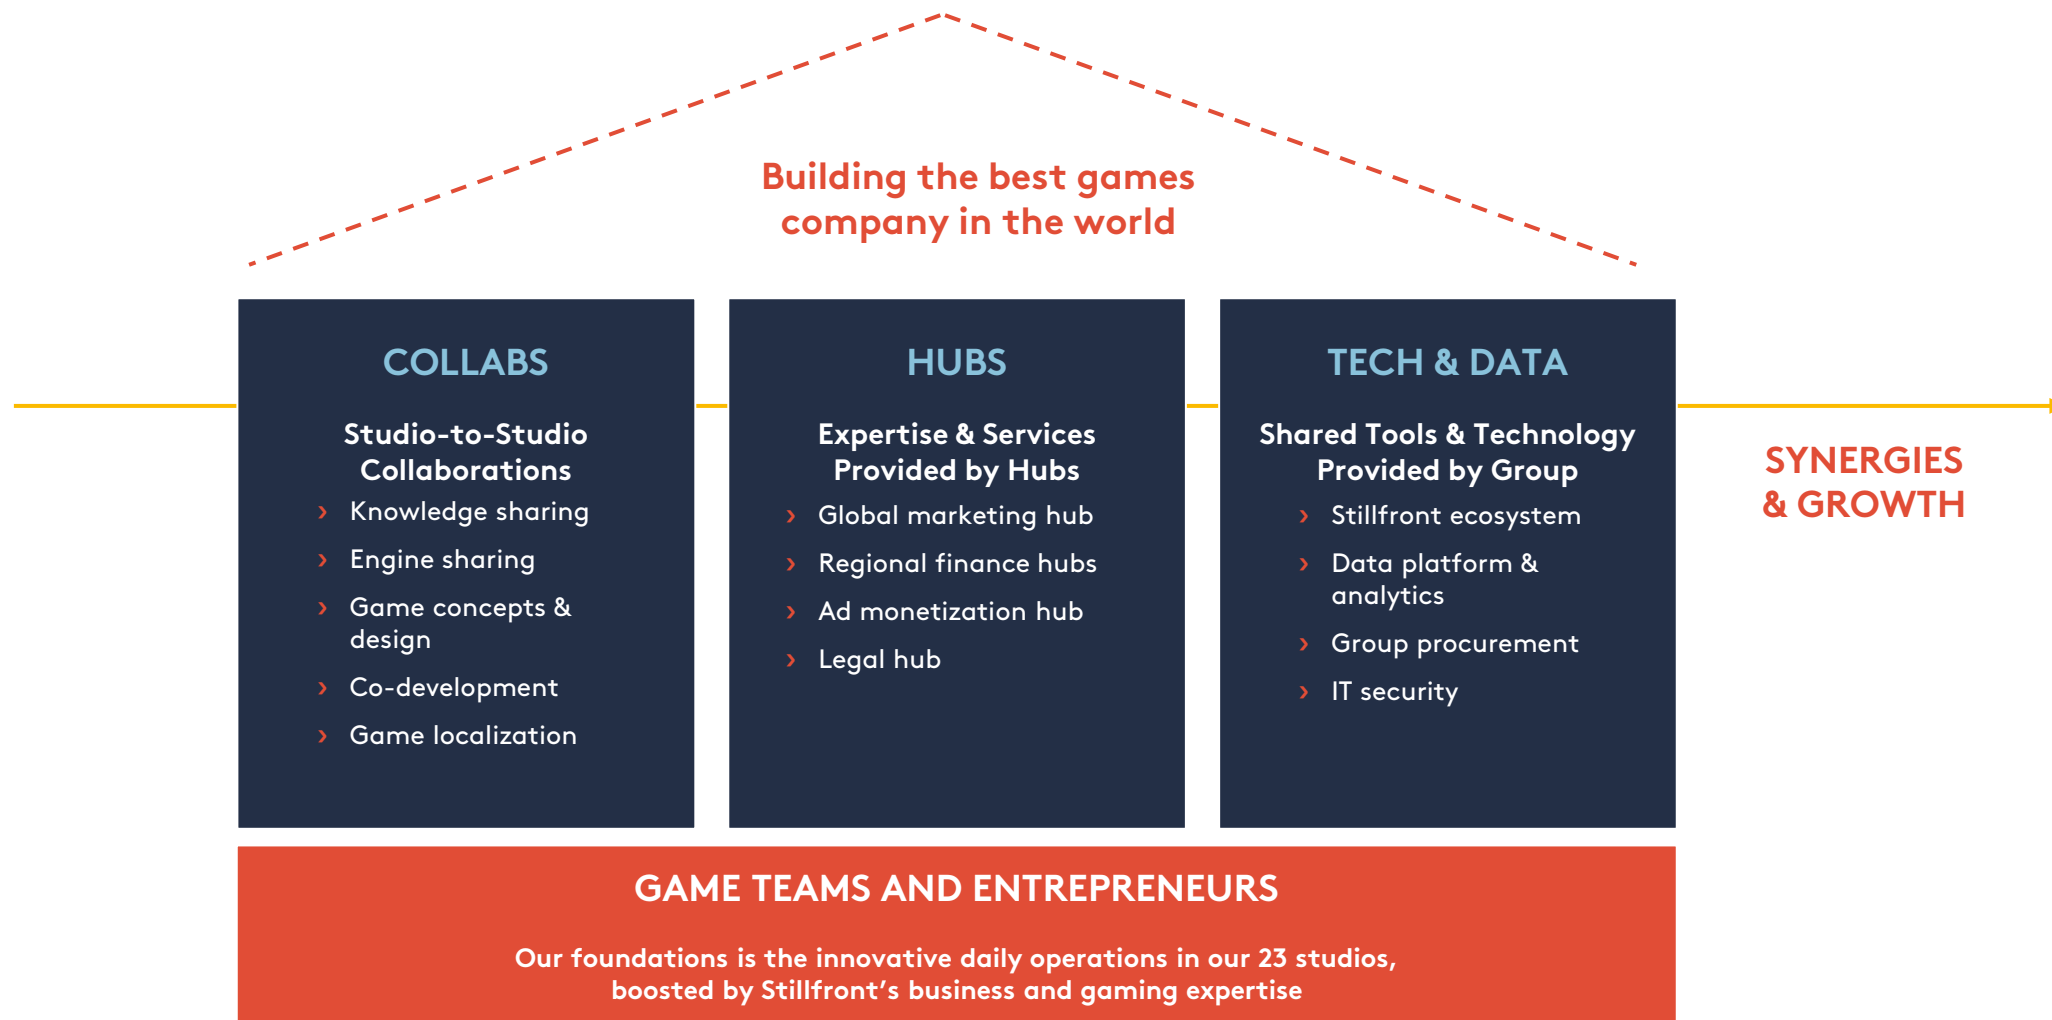 Building the best games
company in the world
COLLABS
Studio-to-Studio
Collaborations
› Knowledge sharing
› Engine sharing
› Game concepts &
design
› Co-development
› Game localization
HUBS
Expertise & Services
Provided by Hubs
› Global marketing hub
› Regional finance hubs
› Ad monetization hub
› Legal hub
TECH & DATA
Shared Tools & Technology
Provided by Group
› Stillfront ecosystem
› Data platform &
analytics
› Group procurement
› IT security
SYNERGIES
& GROWTH
GAME TEAMS AND ENTREPRENEURS
Our foundations is the innovative daily operations in our 23 studios,
boosted by Stillfront’s business and gaming expertise